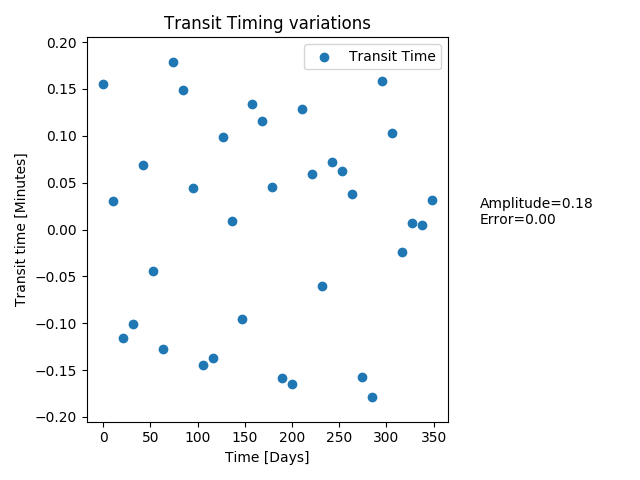 Transit Timing variations
Transit Time
0.20
0.15
0.10
0.05
0.00
−0.05
−0.10
−0.15
−0.20
Transit time [Minutes]
0 50 100 150 200 250 300 350
Time [Days]
Amplitude=0.18
Error=0.00